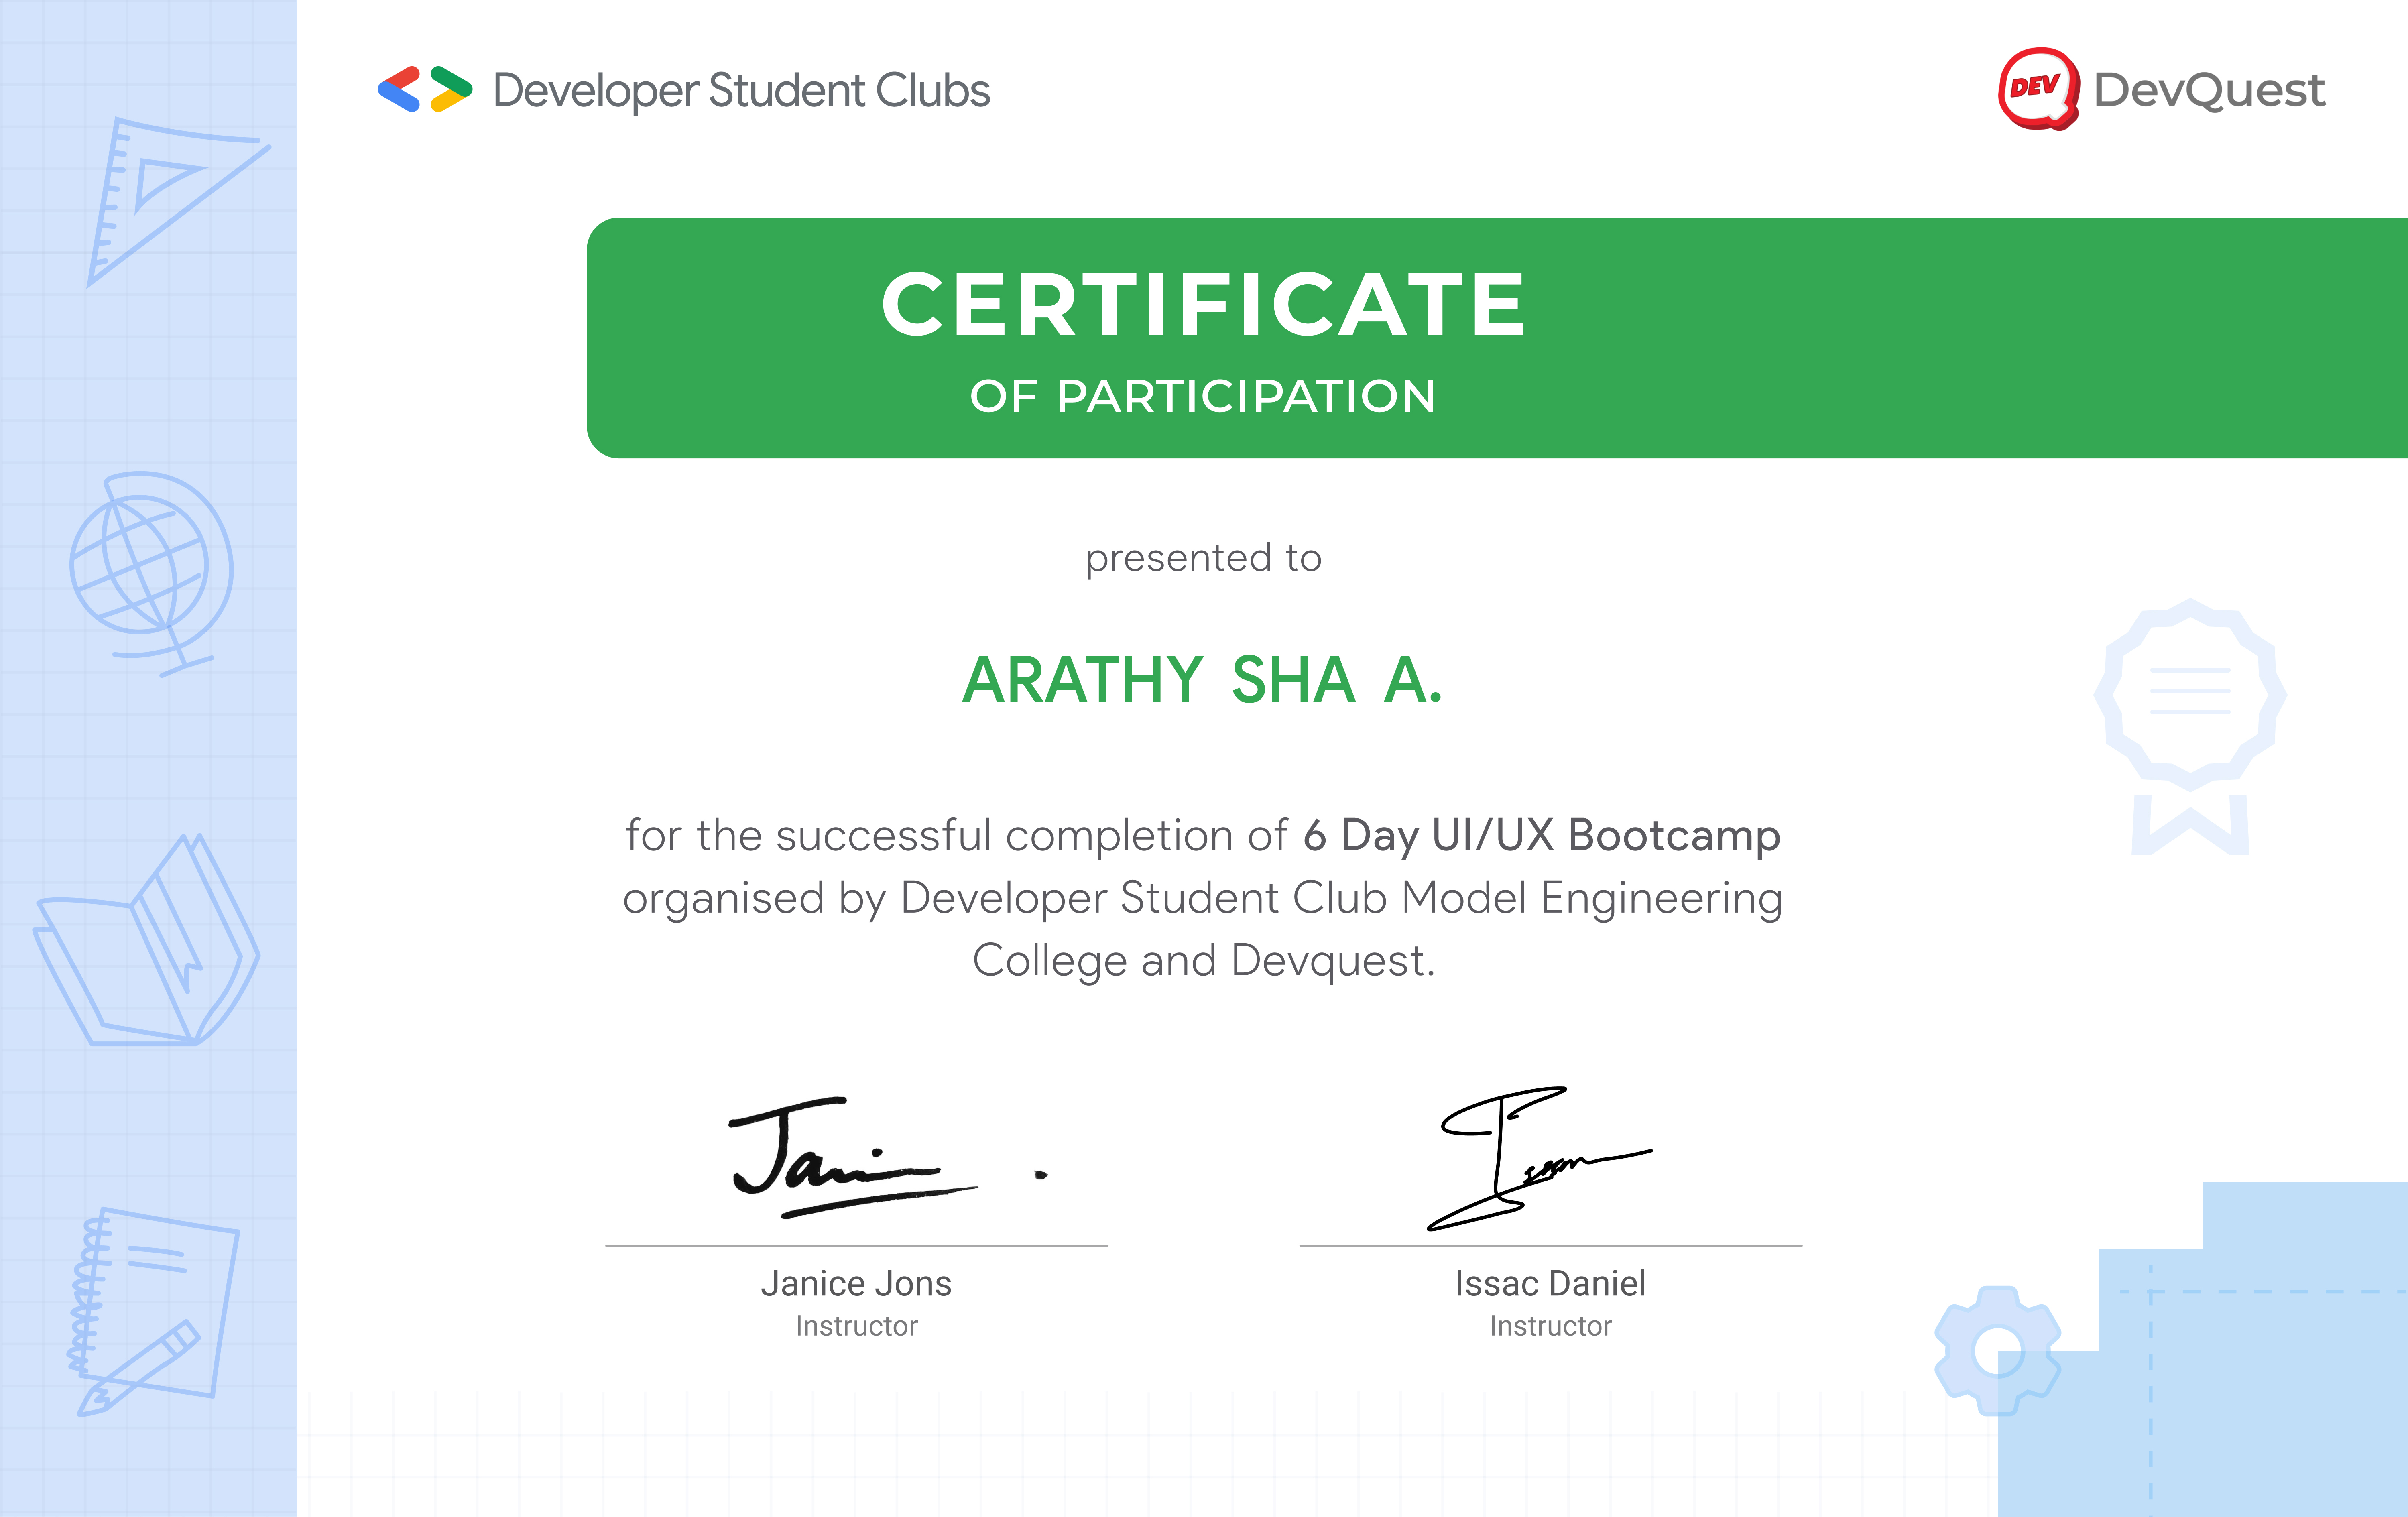 Developer Student Clubs
DEV DevQuest
CERTIFICATE
OF PARTICIPATION
presented to
ARATHY SHA A.
for the successful completion of 6 Day UI/UX Bootcamp
organised by Developer Student Club Model Engineering
College and Devquest.
Janice Jons
Instructor
Issac Daniel
Instructor